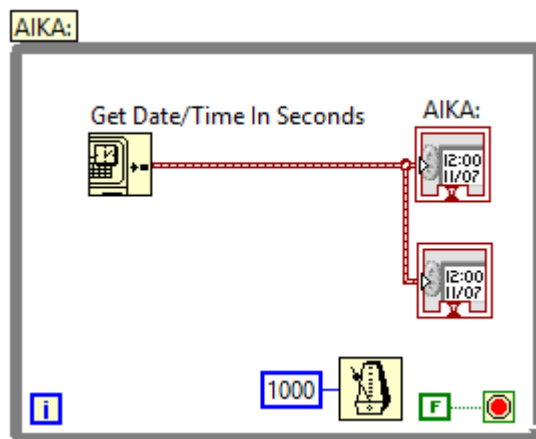 AIKA:
Get Date/Time In Seconds
AIKA:
12:00
11/07
12:00
11/07
1000
i
F